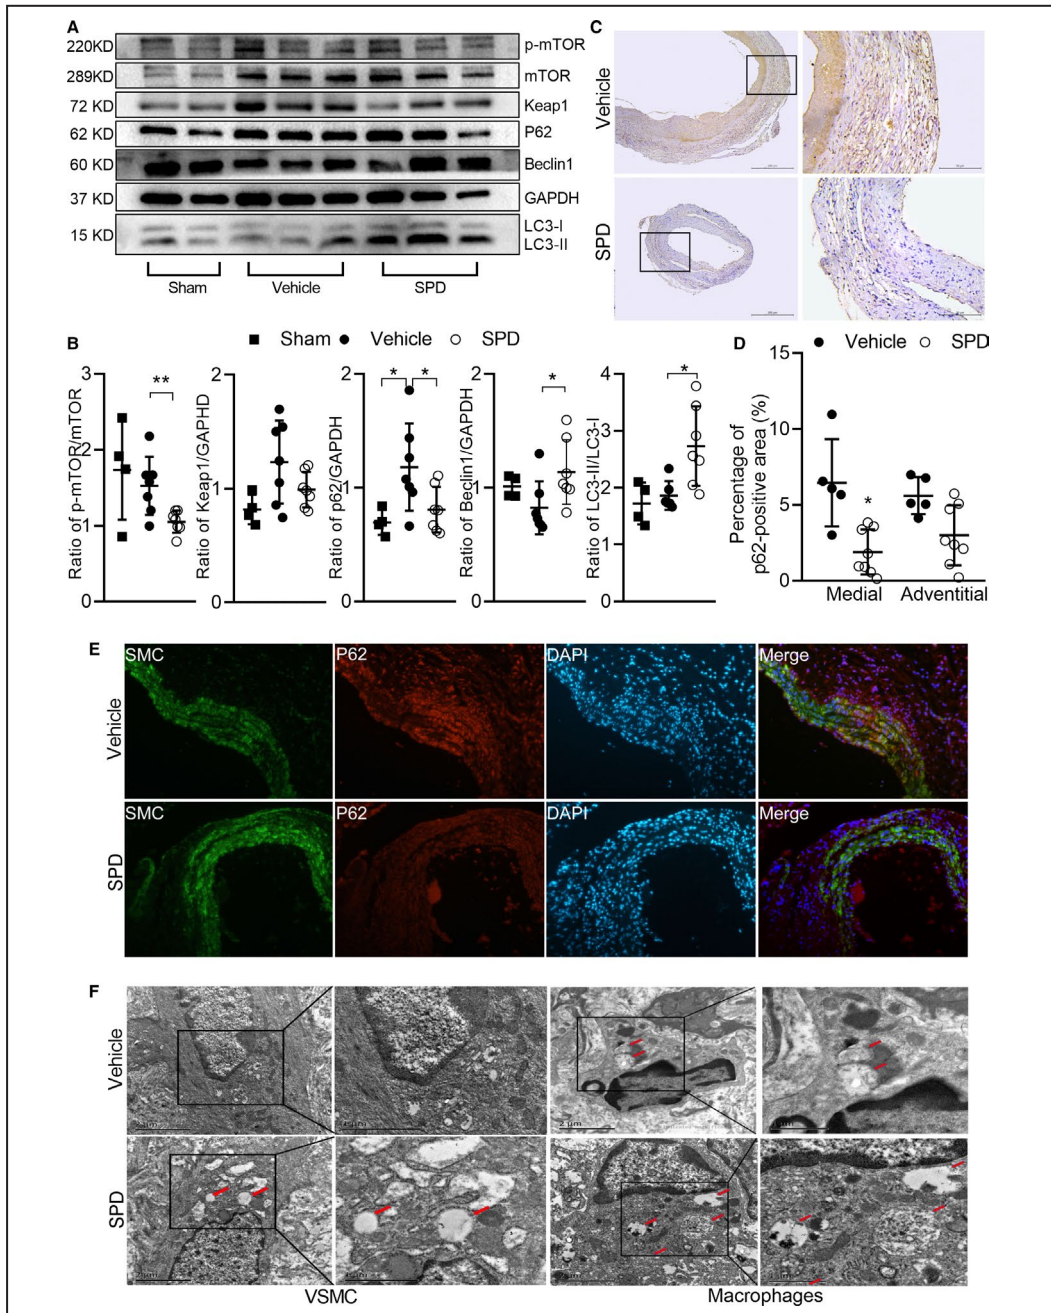 A
220KD
p-mTOR
289KD
mTOR
72 KD
Keap1
62 KD
P62
60 KD
Beclin1
37 KD
GAPDH
15 KD
LC3-I
LC3-II
Sham
Vehicle
SPD
C
Vehicle
SPD
B
Sham
Vehicle
SPD
Ratio of p-mTOR/mTOR
3
2
1
0
**
Ratio of Keap1/GAPHD
2
1
0
Ratio of p62/GAPDH
2
1
0
*
*
Ratio of Beclin1/GAPDH
2
1
0
*
Ratio of LC3-II/LC3-I
4
2
0
*
D
Vehicle
SPD
Percentage of
p62-positive area (%)
15
10
5
0
*
Medial
Adventitial
E
Vehicle
SMC
P62
DAPI
Merge
SPD
SMC
P62
DAPI
Merge
F
Vehicle
SPD
VSMC
Macrophages